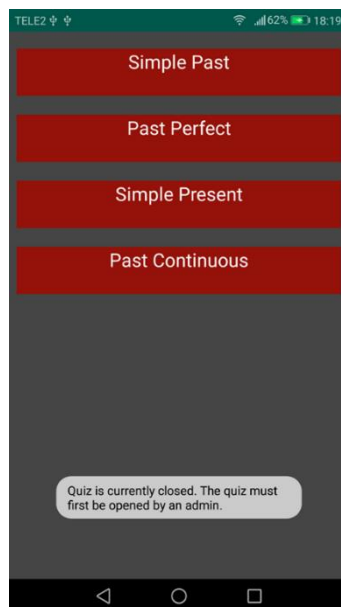 TELE2 62% 18:19
Simple Past
Past Perfect
Simple Present
Past Continuous
Quiz is currently closed. The quiz must
first be opened by an admin.